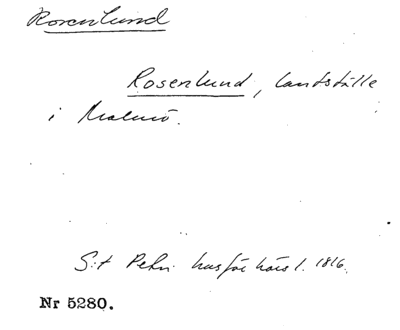 Rosenlund
Rosenlund, landställe
i Malmö.
S:t Petri husförhörsl. 1816.
Nr 5280.